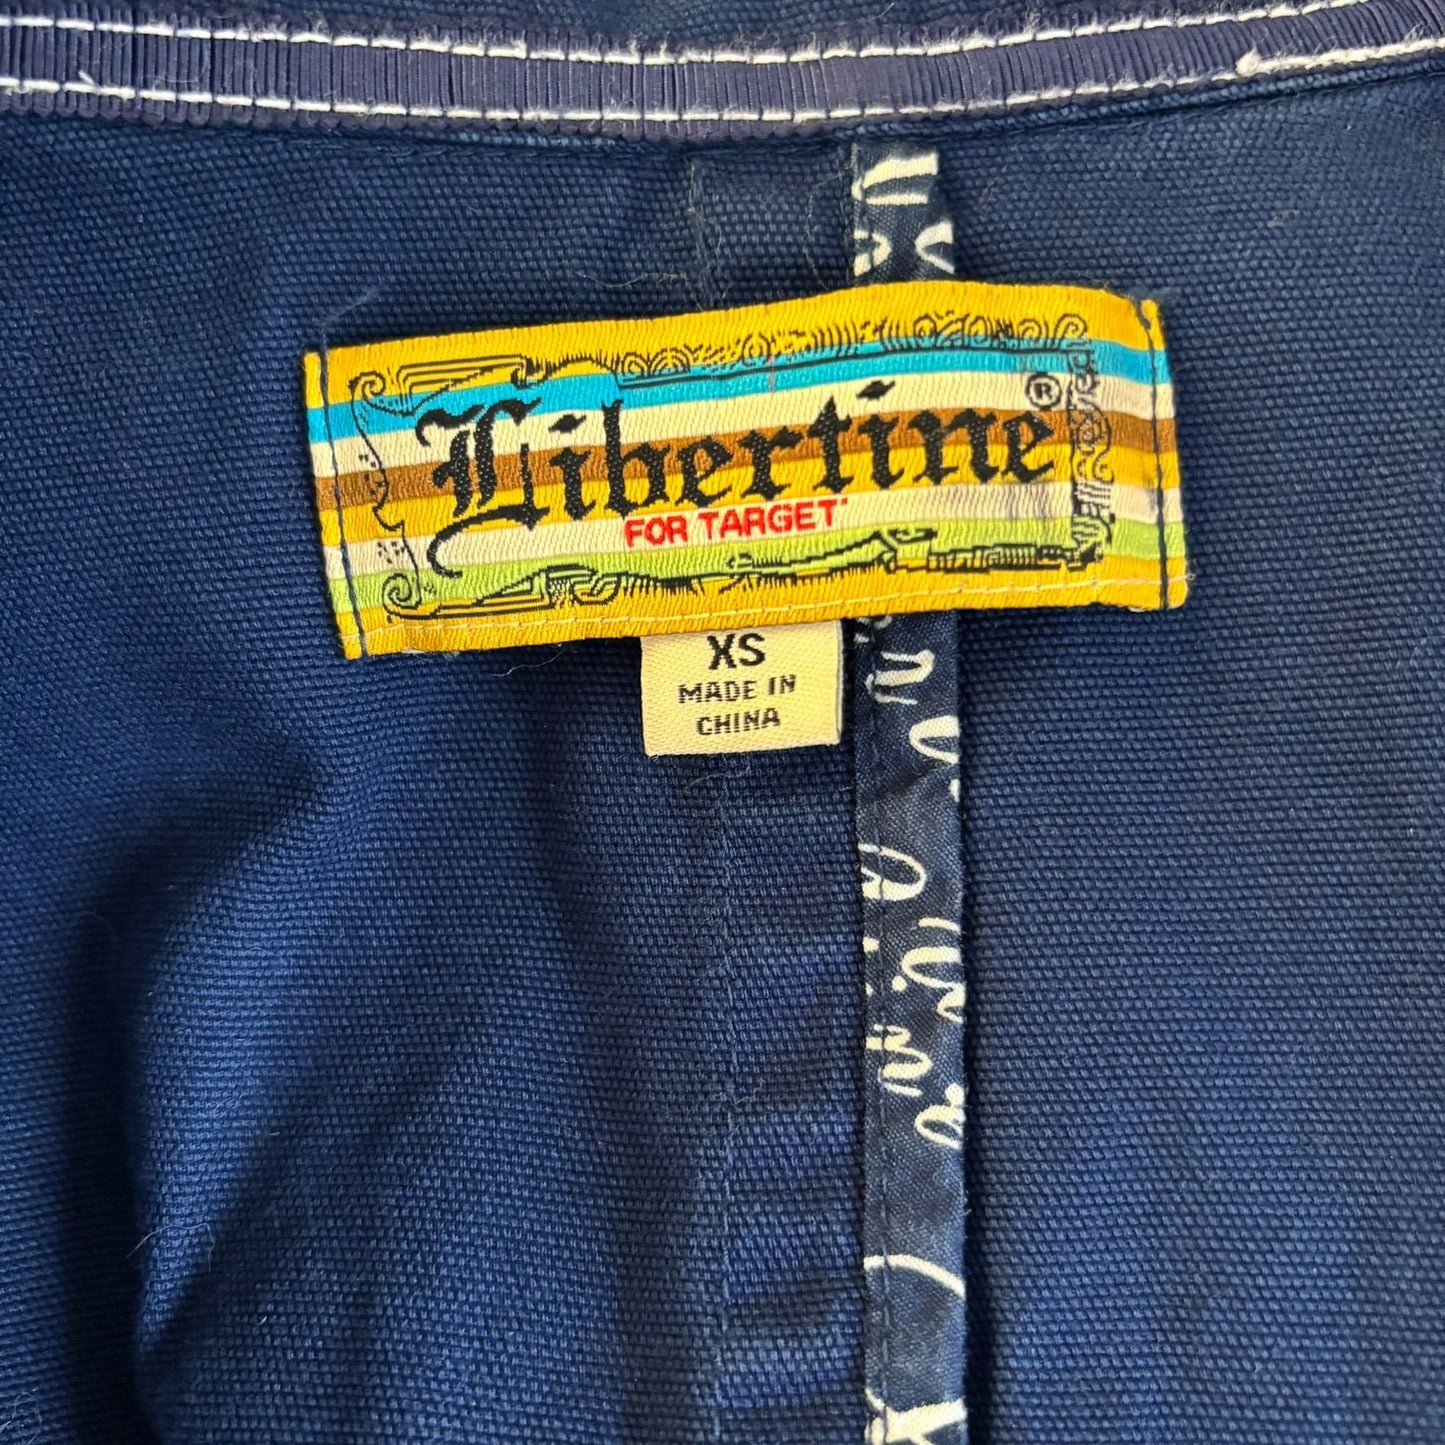 Libertine®
FOR TARGET
XS
MADE IN
CHINA